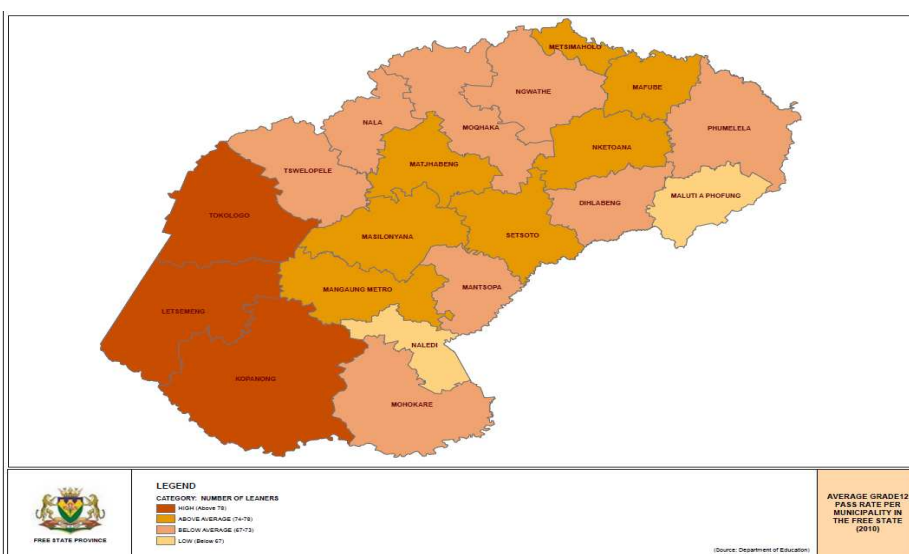 METSIMAHOLO
NGWATHE
MAFUBE
NALA
MOQHAKA
PHUMELELA
MATJHABENG
NKETOANA
TSWELOPELE
MALUTI A PHOFUNG
DIHLABENG
TOKOLOGO
MASILONYANA
SETSOTO
MANGAUNG METRO
MANTSOPA
LETSEMENG
NALEDI
KOPANONG
MOHOKARE
FREE STATE PROVINCE
LEGEND
CATEGORY: NUMBER OF LEANERS
HIGH (Above 78)
ABOVE AVERAGE (74-78)
BELOW AVERAGE (67-73)
LOW (Below 67)
(Source: Department of Education)
AVERAGE GRADE12
PASS RATE PER
MUNICIPALITY IN
THE FREE STATE
(2010)